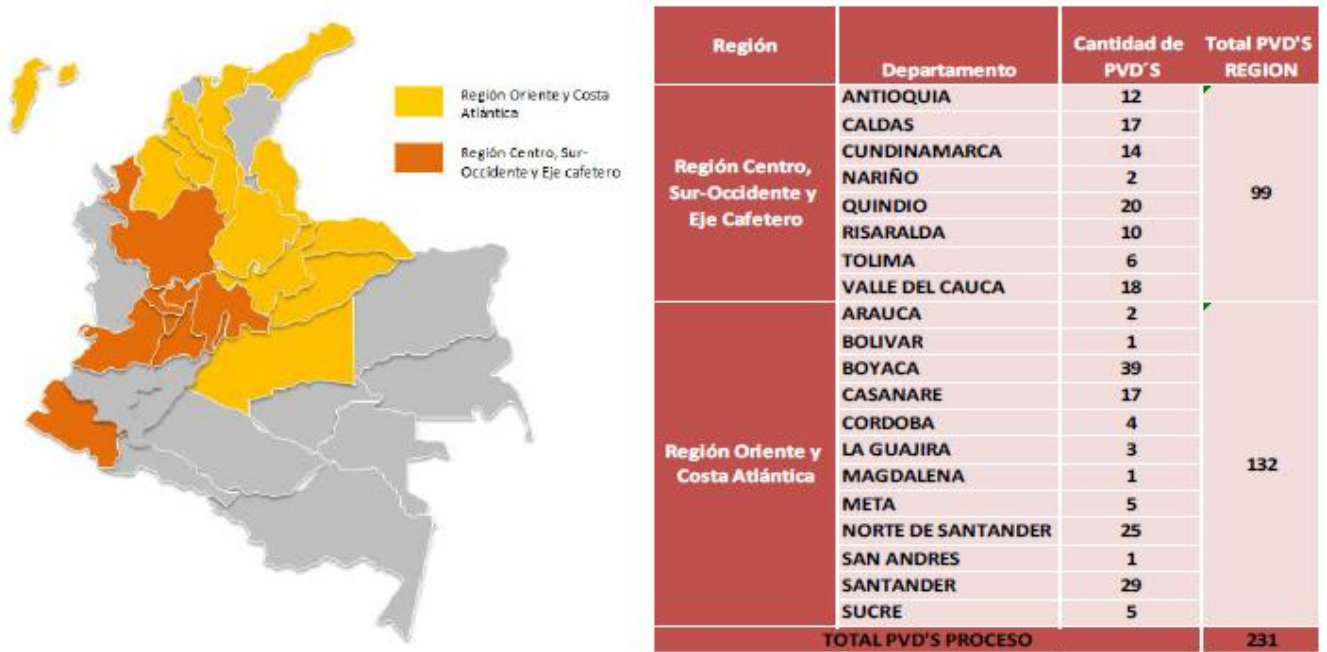 Región Oriente y Costa
Atlántica
Región Centro, Sur-
Occidente y Eje cafetero
Región Departamento Cantidad de PVD´S Total PVD'S REGION
Región Centro, Sur-Occidente y Eje Cafetero
ANTIOQUIA 12
CALDAS 17
CUNDINAMARCA 14
NARIÑO 2
QUINDIO 20
RISARALDA 10
TOLIMA 6
VALLE DEL CAUCA 18
99
Región Oriente y Costa Atlántica
ARAUCA 2
BOLIVAR 1
BOYACA 39
CASANARE 17
CORDOBA 4
LA GUAJIRA 3
MAGDALENA 1
META 5
NORTE DE SANTANDER 25
SAN ANDRES 1
SANTANDER 29
SUCRE 5
132
TOTAL PVD'S PROCESO 231